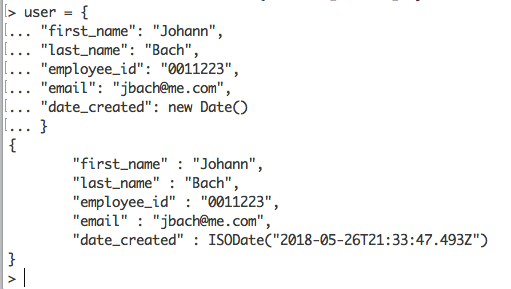 > user = {
... "first_name": "Johann",
... "last_name": "Bach",
... "employee_id": "0011223",
... "email": "jbach@me.com",
... "date_created": new Date()
... }
{
        "first_name" : "Johann",
        "last_name" : "Bach",
        "employee_id" : "0011223",
        "email" : "jbach@me.com",
        "date_created" : ISODate("2018-05-26T21:33:47.493Z")
}
>